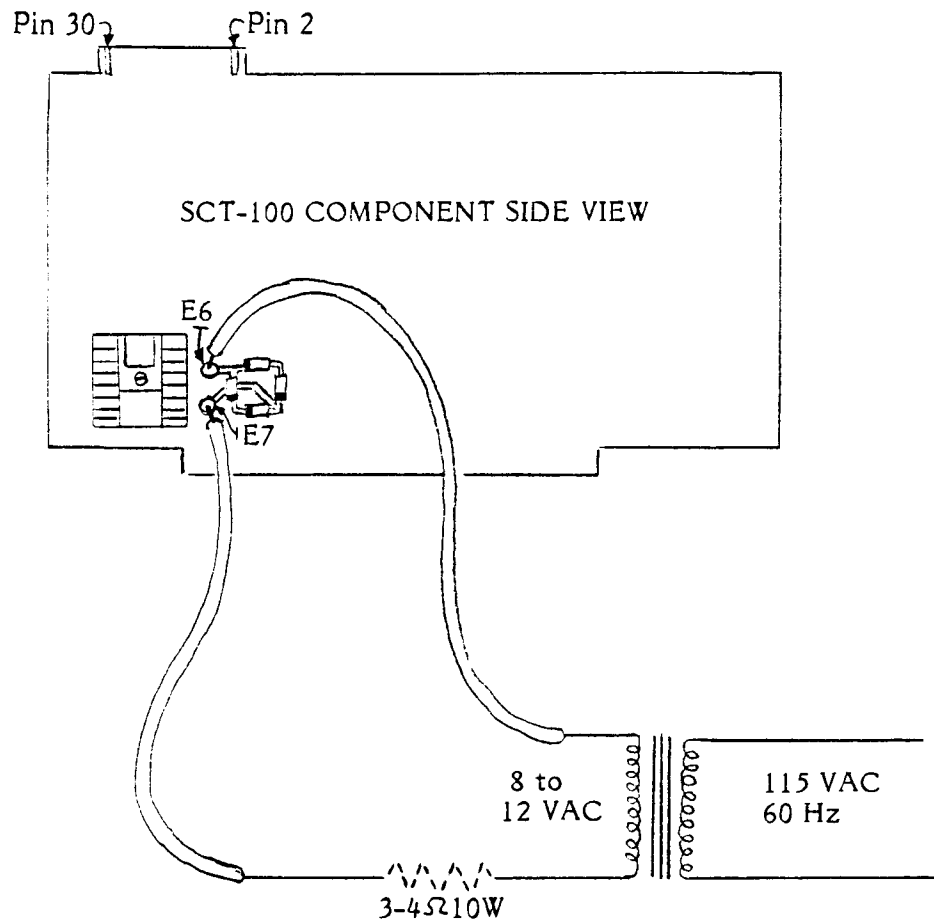 Pin 30
Pin 2
SCT-100 COMPONENT SIDE VIEW
E6
E7
8 to
12 VAC
115 VAC
60 Hz
3-4Ω10W